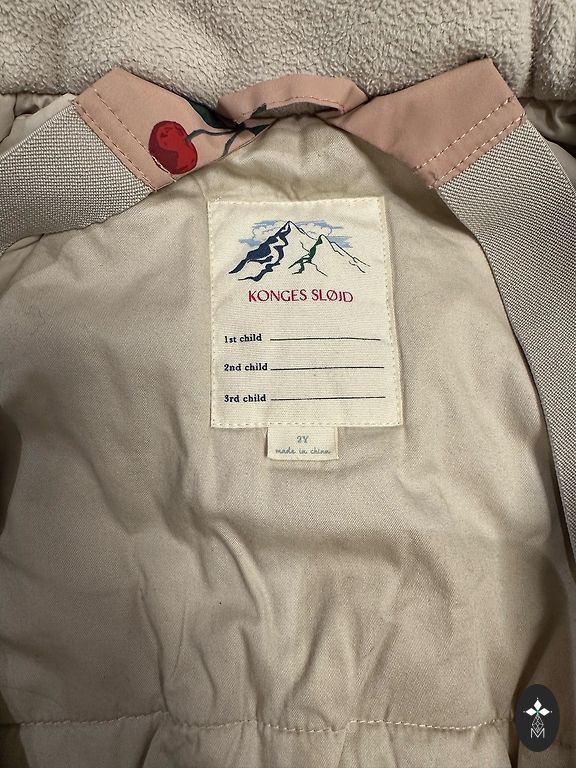 KONGES SLØJD
1st child
2nd child
3rd child
2Y
made in china
M